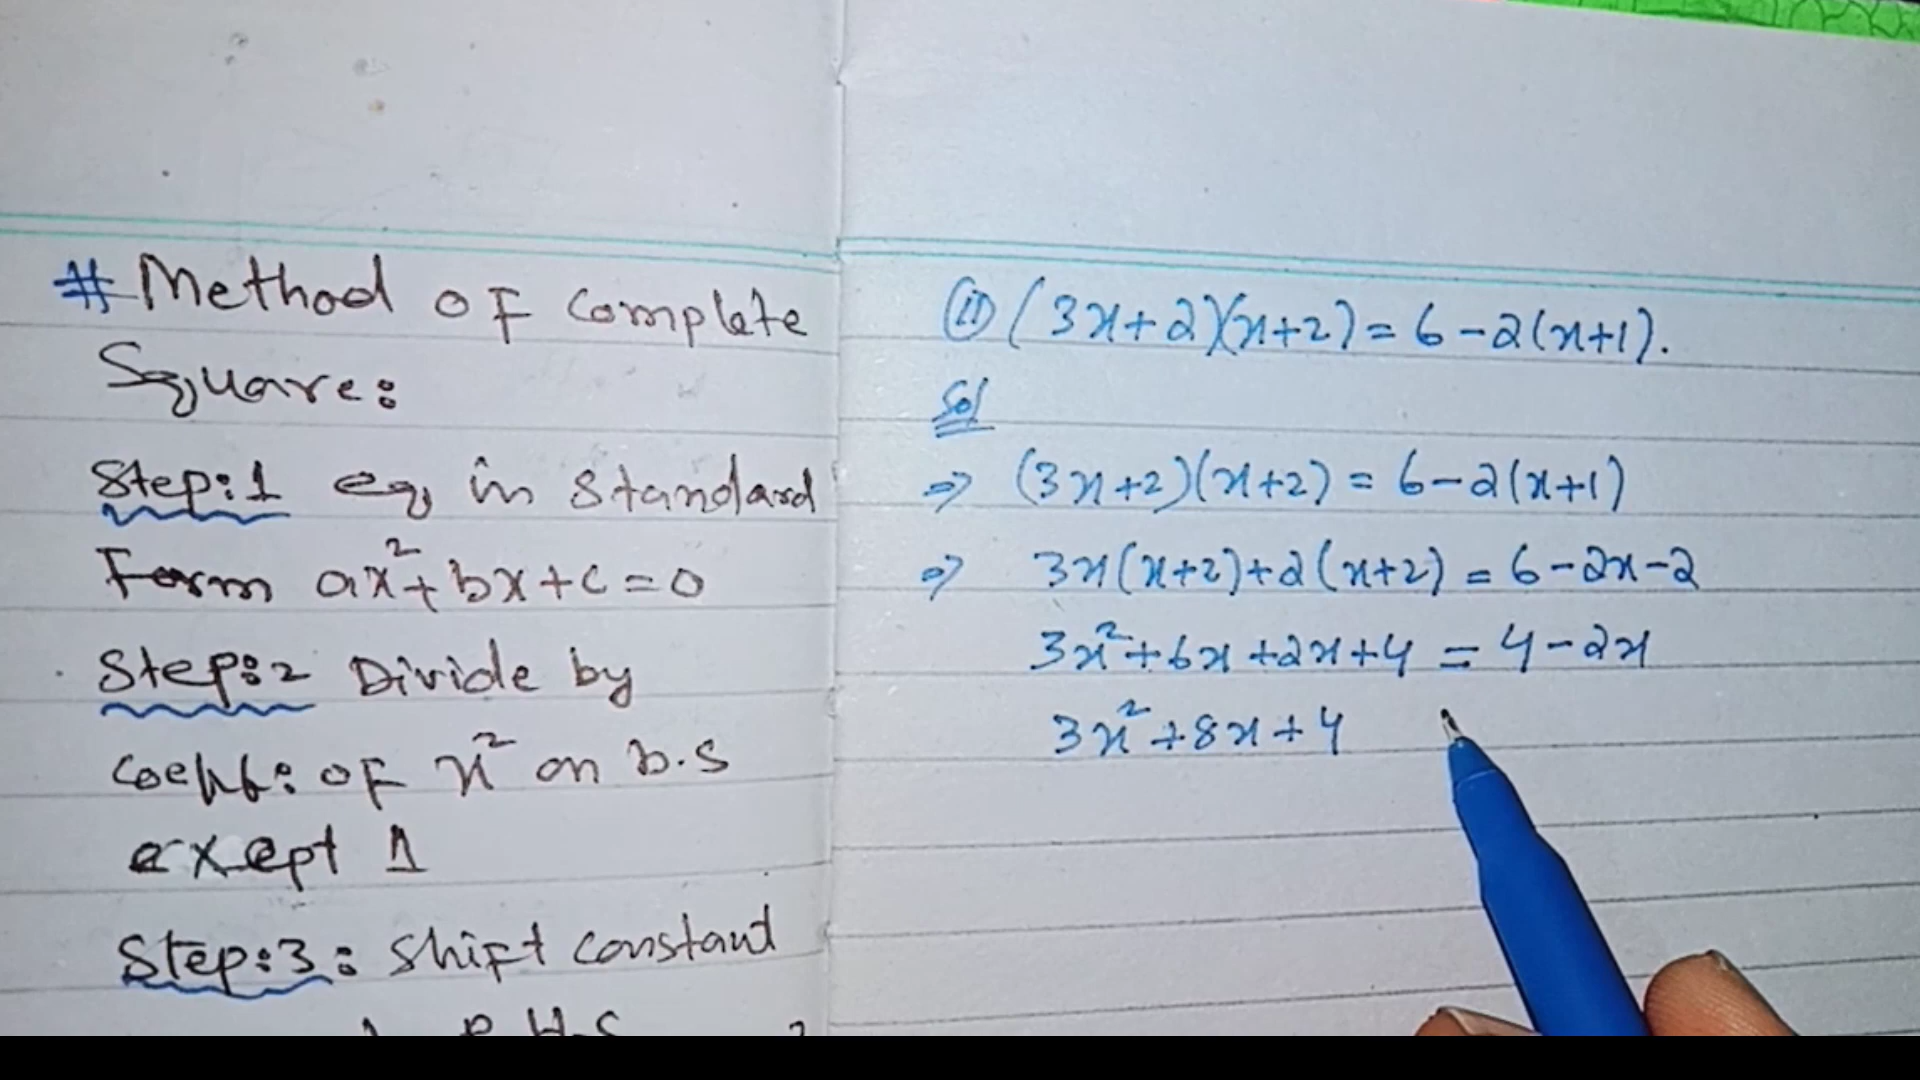 # Method of Complete
Square:
Step:1 eq in standard
Form ax²+bx+c=0
Step:2 Divide by
coeff: of x² on b.s
except 1
Step:3: shift constant
R.H.S
(ii) (3x+2)(x+2)=6-2(x+1).
Sol
⇒ (3x+2)(x+2)=6-2(x+1)
⇒ 3x(x+2)+2(x+2)=6-2x-2
3x²+6x+2x+4=4-2x
3x²+8x+4